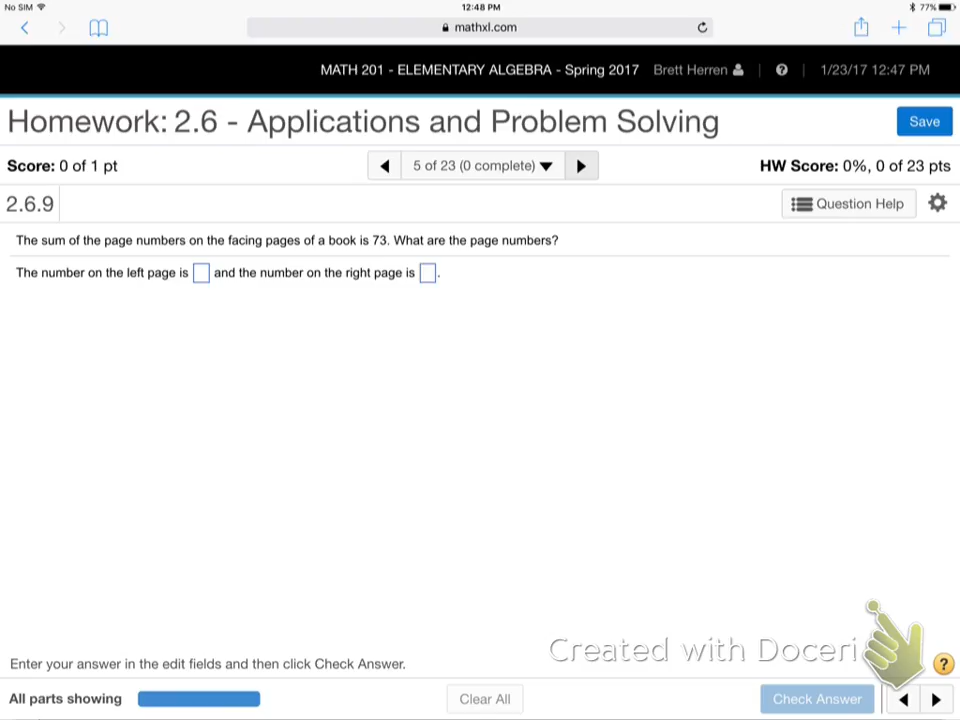 No SIM 12:48 PM 77%
mathxl.com
MATH 201 - ELEMENTARY ALGEBRA - Spring 2017 Brett Herren ? 1/23/17 12:47 PM
Homework: 2.6 - Applications and Problem Solving Save
Score: 0 of 1 pt 5 of 23 (0 complete) HW Score: 0%, 0 of 23 pts
2.6.9 Question Help
The sum of the page numbers on the facing pages of a book is 73. What are the page numbers?
The number on the left page is and the number on the right page is .
Created with Doceri
Enter your answer in the edit fields and then click Check Answer. ?
All parts showing Clear All Check Answer